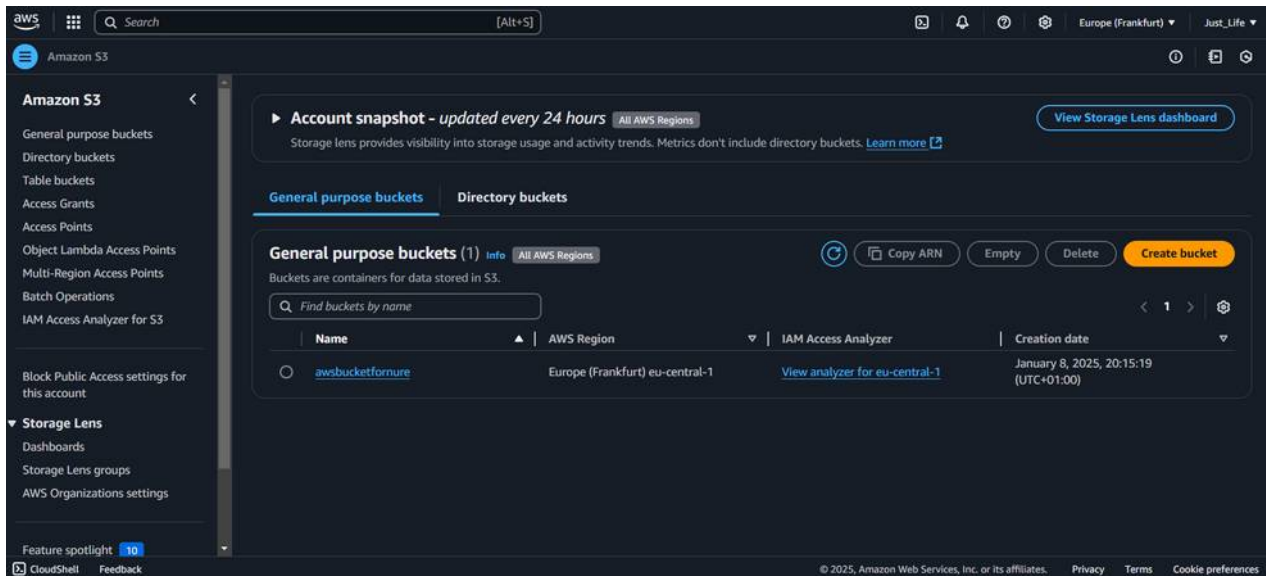 aws
Search [Alt+S]
Europe (Frankfurt) ▼ Just_Life ▼
Amazon S3
Amazon S3
General purpose buckets
Directory buckets
Table buckets
Access Grants
Access Points
Object Lambda Access Points
Multi-Region Access Points
Batch Operations
IAM Access Analyzer for S3
Block Public Access settings for
this account
▼ Storage Lens
Dashboards
Storage Lens groups
AWS Organizations settings
Feature spotlight 10
▶ Account snapshot - updated every 24 hours All AWS Regions
View Storage Lens dashboard
Storage lens provides visibility into storage usage and activity trends. Metrics don't include directory buckets. Learn more
General purpose buckets Directory buckets
General purpose buckets (1) Info All AWS Regions
Copy ARN Empty Delete Create bucket
Buckets are containers for data stored in S3.
Find buckets by name
< 1 >
Name ▲ AWS Region ▽ IAM Access Analyzer Creation date ▽
awsbucketfornure Europe (Frankfurt) eu-central-1 View analyzer for eu-central-1 January 8, 2025, 20:15:19
(UTC+01:00)
CloudShell Feedback © 2025, Amazon Web Services, Inc. or its affiliates. Privacy Terms Cookie preferences